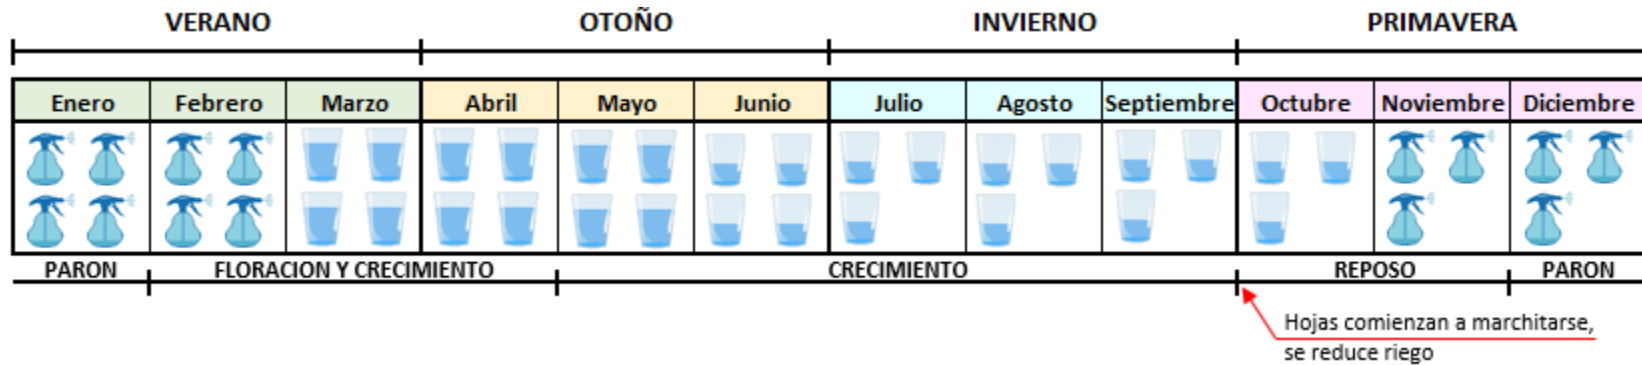 VERANO OTOÑO INVIERNO PRIMAVERA
Enero Febrero Marzo Abril Mayo Junio Julio Agosto Septiembre Octubre Noviembre Diciembre
PARON FLORACION Y CRECIMIENTO CRECIMIENTO REPOSO PARON
Hojas comienzan a marchitarse,
se reduce riego